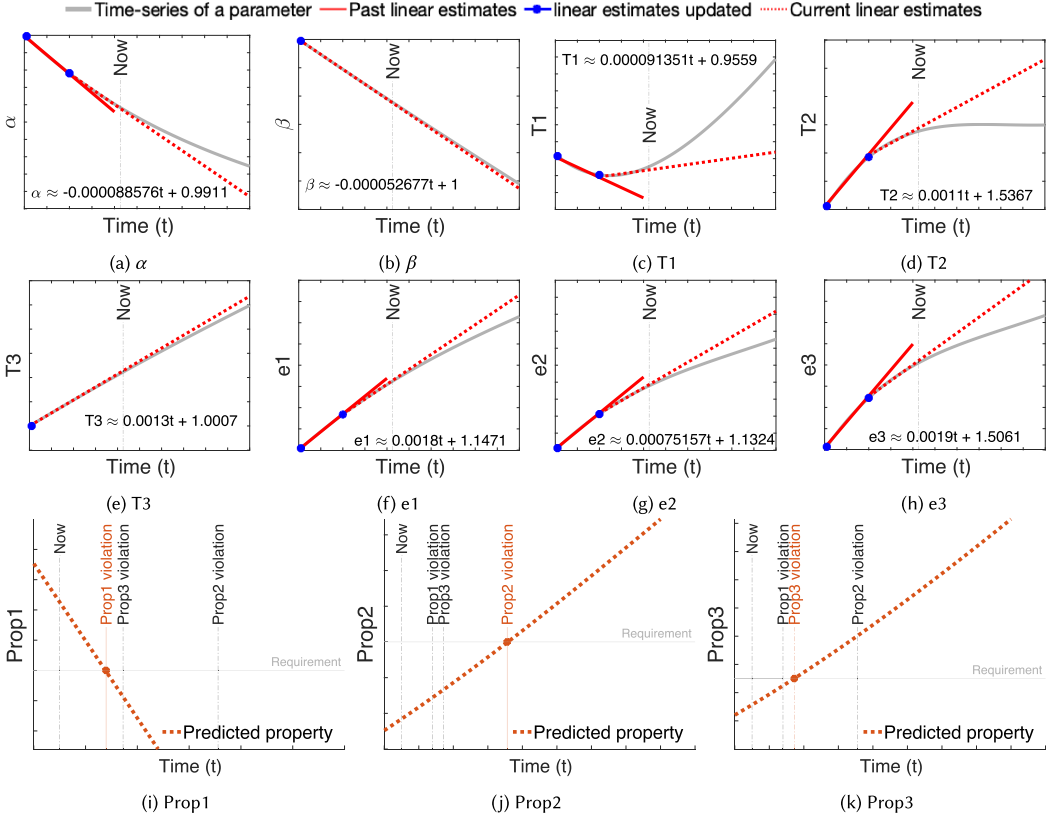 Time-series of a parameter Past linear estimates linear estimates updated Current linear estimates
α
Now
α ≈ -0.000088576t + 0.9911
Time (t)
(a) α
β
Now
β ≈ -0.000052677t + 1
Time (t)
(b) β
T1
T1 ≈ 0.000091351t + 0.9559
Now
Time (t)
(c) T1
T2
Now
T2 ≈ 0.0011t + 1.5367
Time (t)
(d) T2
T3
Now
T3 ≈ 0.0013t + 1.0007
Time (t)
(e) T3
e1
Now
e1 ≈ 0.0018t + 1.1471
Time (t)
(f) e1
e2
Now
e2 ≈ 0.00075157t + 1.1324
Time (t)
(g) e2
e3
Now
e3 ≈ 0.0019t + 1.5061
Time (t)
(h) e3
Prop1
Now
Prop1 violation
Prop3 violation
Prop2 violation
Requirement
Predicted property
Time (t)
(i) Prop1
Prop2
Now
Prop1 violation
Prop3 violation
Prop2 violation
Requirement
Predicted property
Time (t)
(j) Prop2
Prop3
Now
Prop1 violation
Prop3 violation
Prop2 violation
Requirement
Predicted property
Time (t)
(k) Prop3